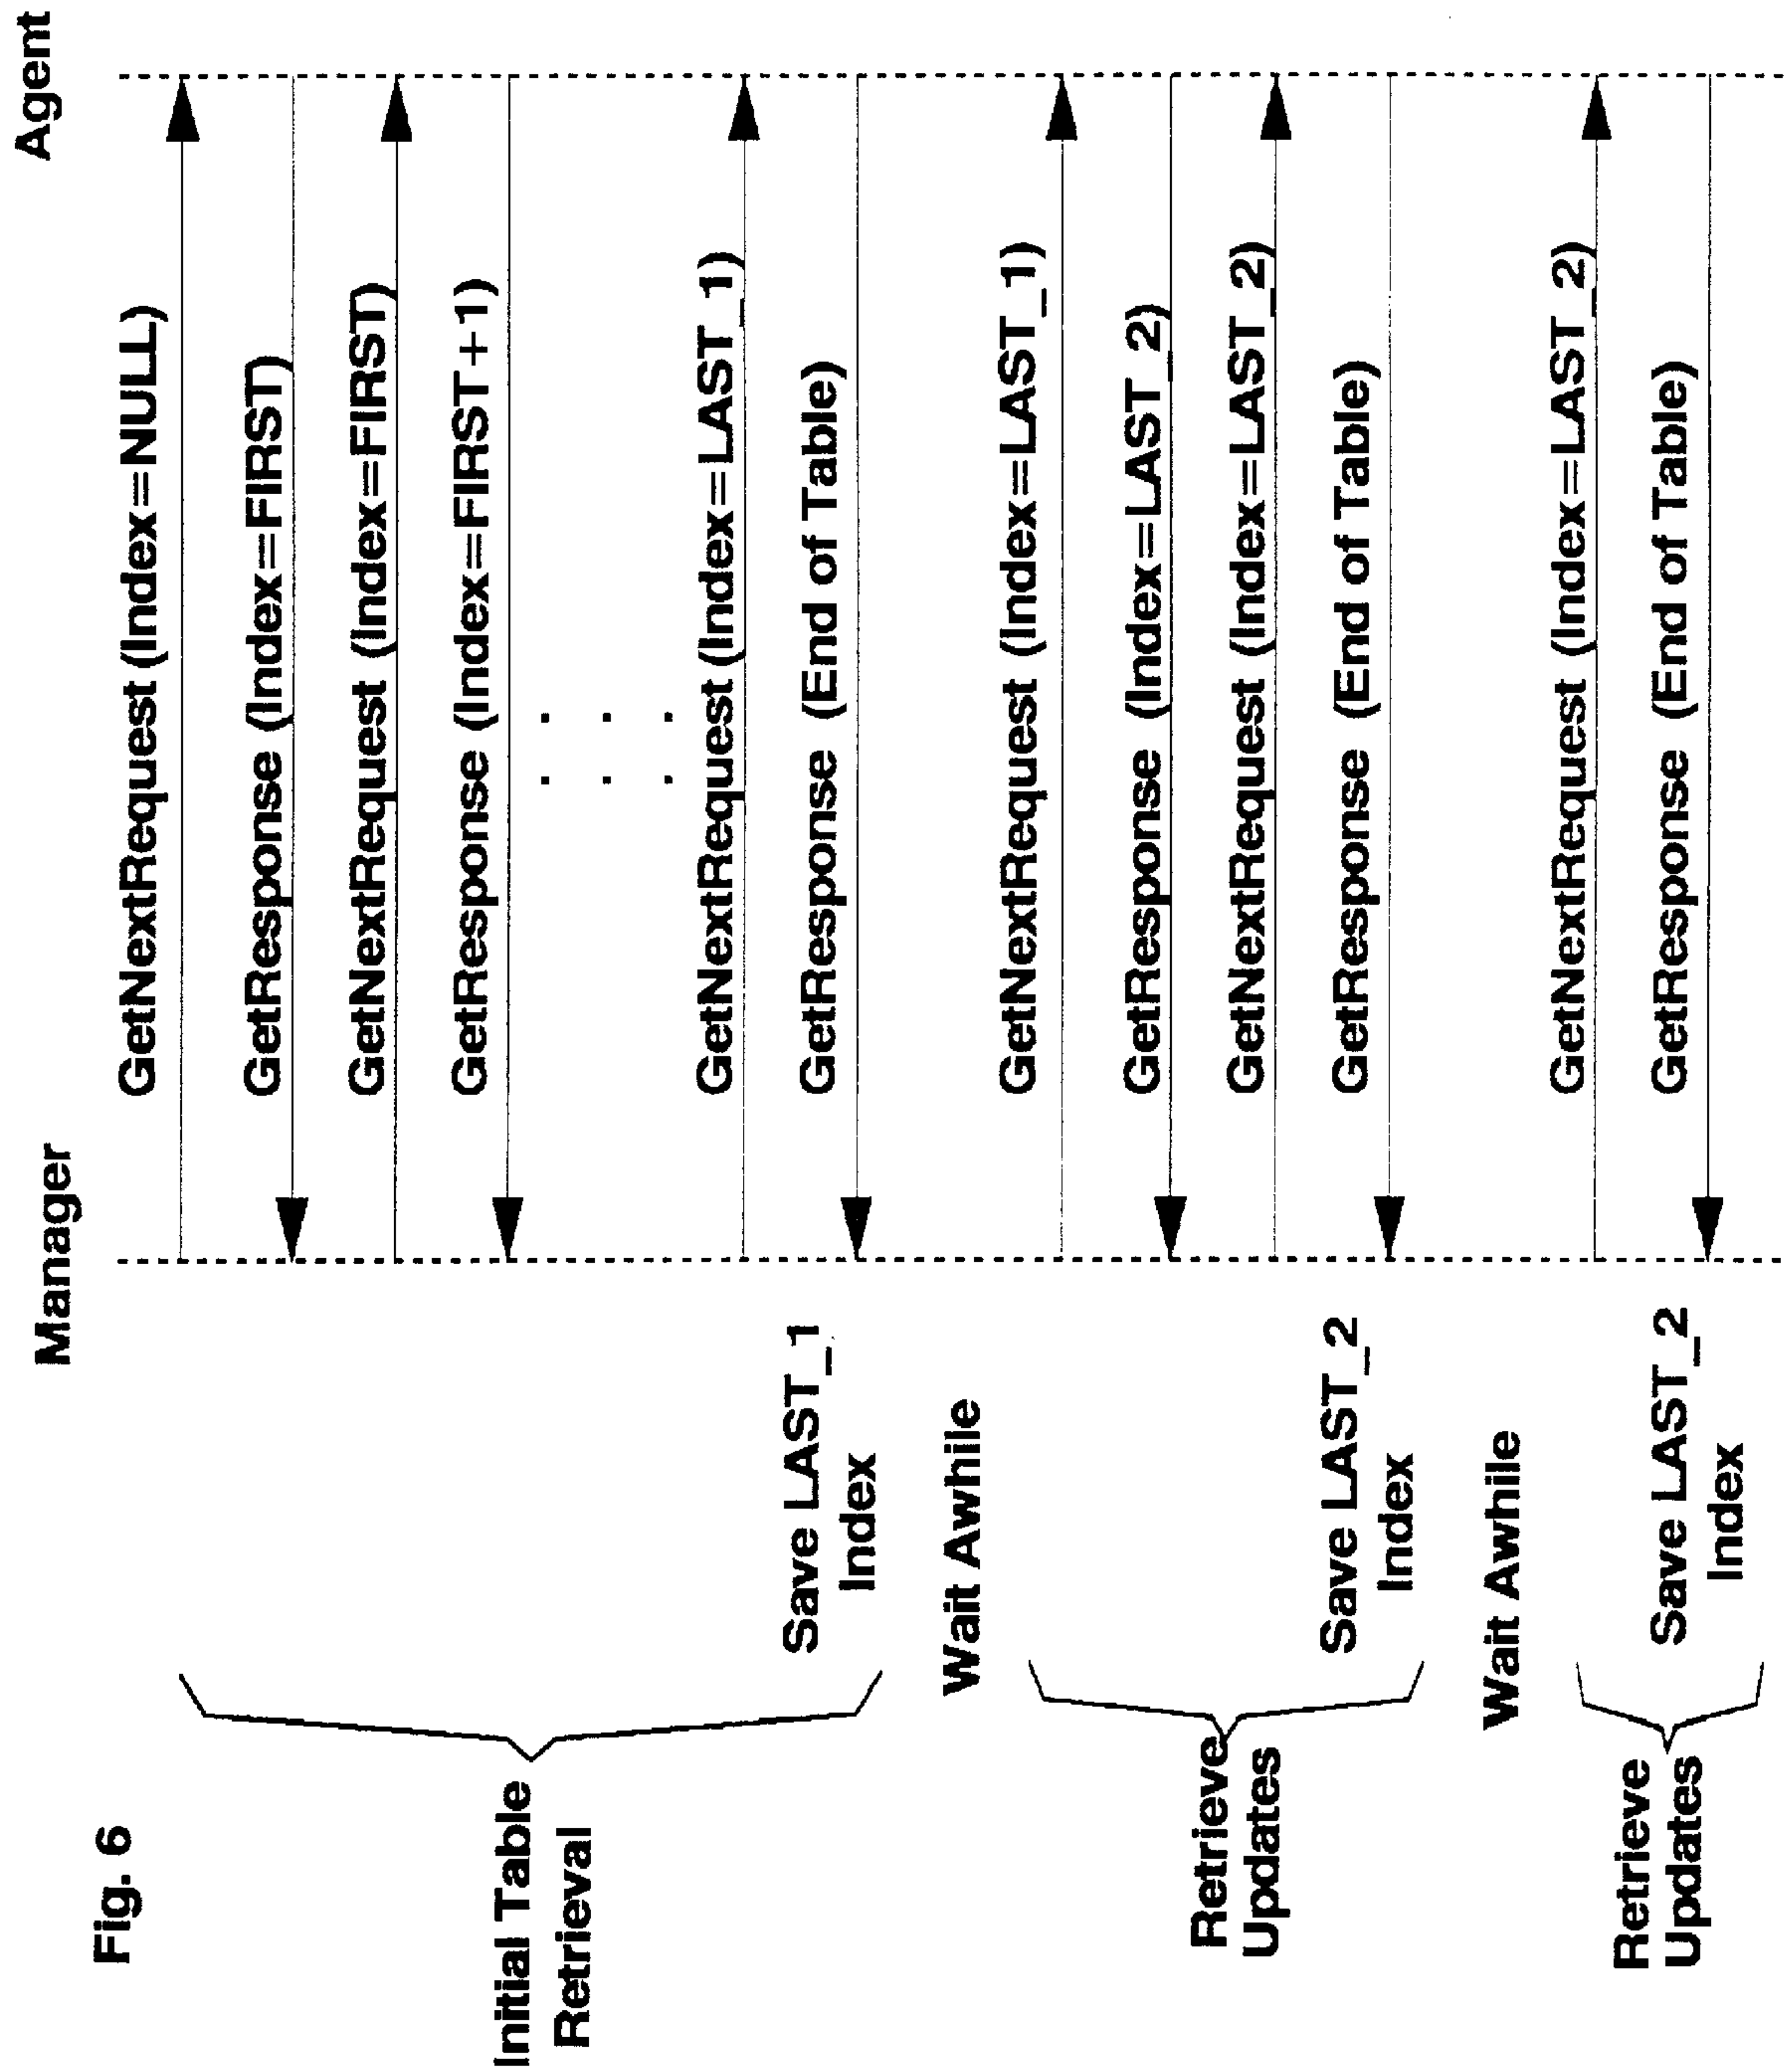 Fig. 6
Manager
Agent
GetNextRequest (Index=NULL)
GetResponse (Index=FIRST)
GetNextRequest (Index=FIRST)
GetResponse (Index=FIRST+1)
. .
. .
. .
GetNextRequest (Index=LAST_1)
GetResponse (End of Table)
Initial Table
Retrieval
Save LAST_1
Index
Wait Awhile
GetNextRequest (Index=LAST_1)
GetResponse (Index=LAST_2)
GetNextRequest (Index=LAST_2)
GetResponse (End of Table)
Retrieve
Updates
Save LAST_2
Index
Wait Awhile
GetNextRequest (Index=LAST_2)
GetResponse (End of Table)
Retrieve
Updates
Save LAST_2
Index